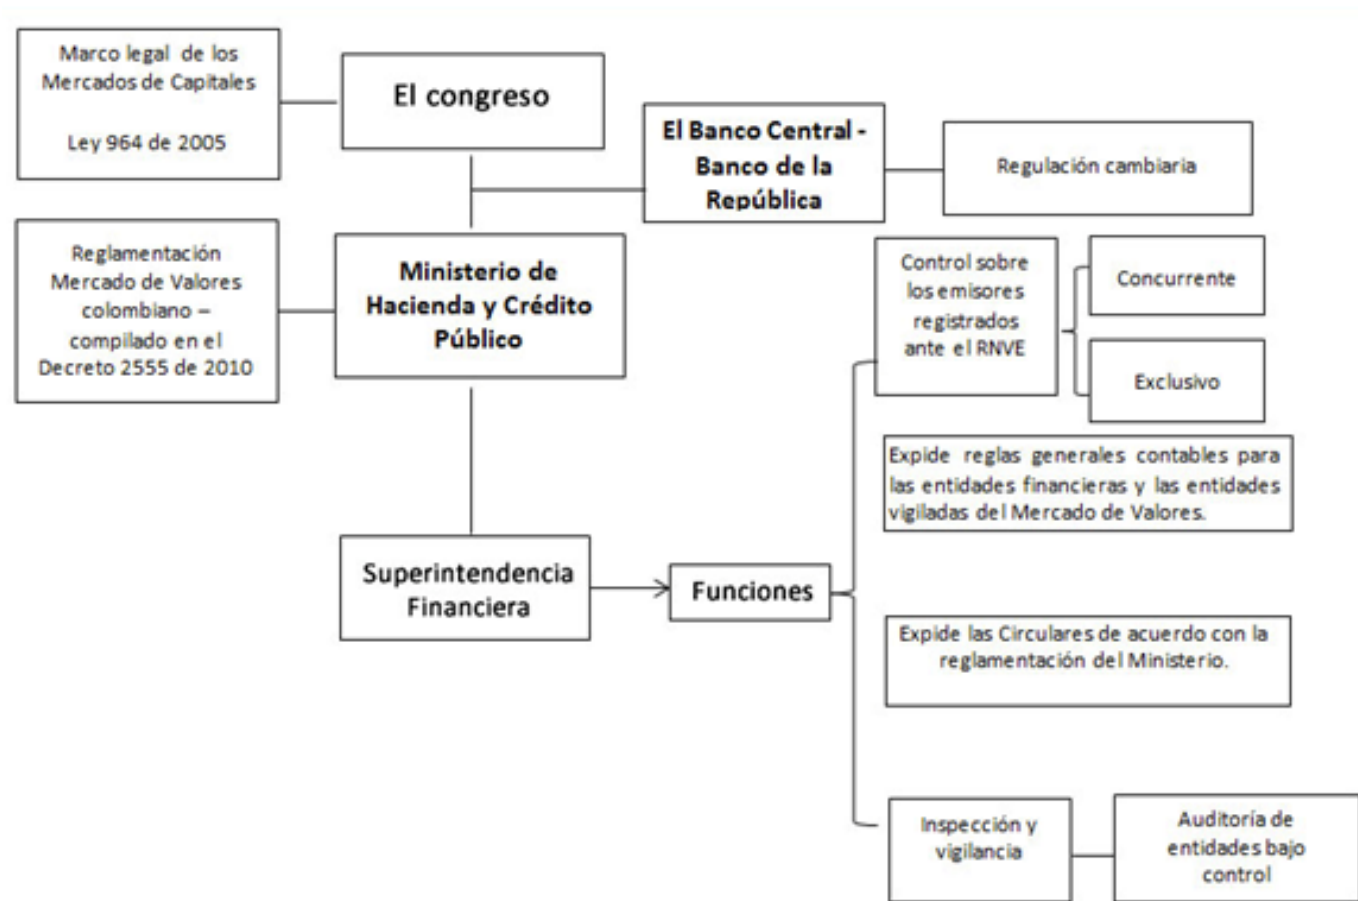 Marco legal de los
Mercados de Capitales
Ley 964 de 2005
El congreso
El Banco Central -
Banco de la
República
Regulación cambiaria
Reglamentación
Mercado de Valores
colombiano –
compilado en el
Decreto 2555 de 2010
Ministerio de
Hacienda y Crédito
Público
Control sobre
los emisores
registrados
ante el RNVE
Concurrente
Exclusivo
Expide reglas generales contables para
las entidades financieras y las entidades
vigiladas del Mercado de Valores.
Superintendencia
Financiera
Funciones
Expide las Circulares de acuerdo con la
reglamentación del Ministerio.
Inspección y
vigilancia
Auditoría de
entidades bajo
control